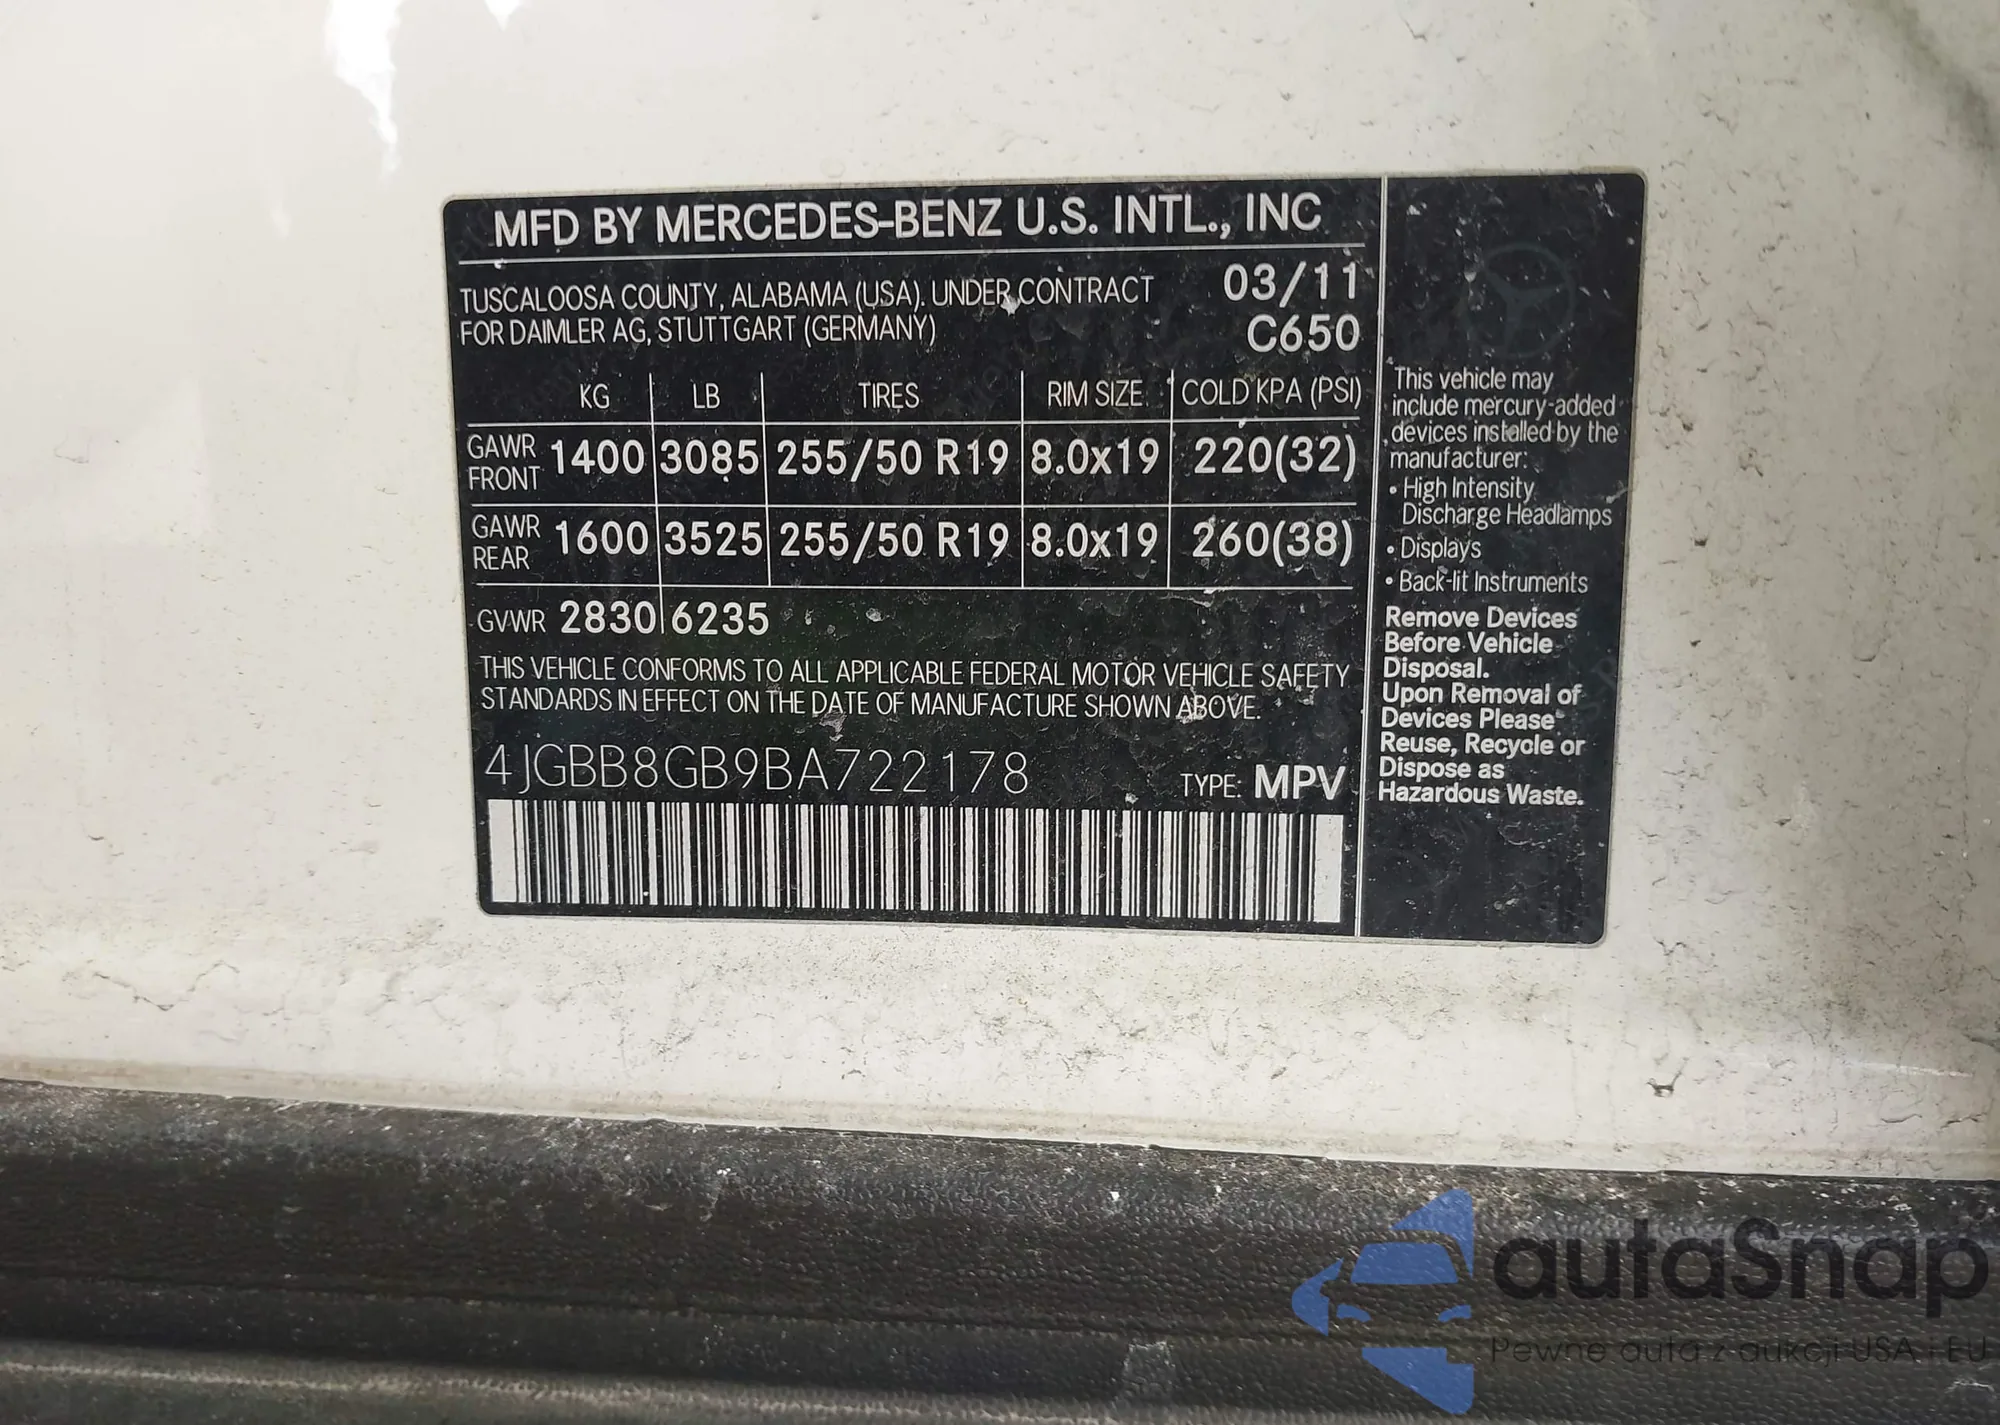 MFD BY MERCEDES-BENZ U.S. INTL., INC
TUSCALOOSA COUNTY, ALABAMA (USA). UNDER CONTRACT 03/11
FOR DAIMLER AG, STUTTGART (GERMANY) C650
KG LB TIRES RIM SIZE COLD KPA (PSI)
GAWR FRONT 1400 3085 255/50 R19 8.0x19 220(32)
GAWR REAR 1600 3525 255/50 R19 8.0x19 260(38)
GVWR 2830 6235
THIS VEHICLE CONFORMS TO ALL APPLICABLE FEDERAL MOTOR VEHICLE SAFETY
STANDARDS IN EFFECT ON THE DATE OF MANUFACTURE SHOWN ABOVE.
4JGBB8GB9BA722178 TYPE: MPV
This vehicle may
include mercury-added
devices installed by the
manufacturer:
• High Intensity
Discharge Headlamps
• Displays
• Back-lit Instruments
Remove Devices
Before Vehicle
Disposal.
Upon Removal of
Devices Please
Reuse, Recycle or
Dispose as
Hazardous Waste.
autaSnap
Pewne auta z aukcji USA i EU